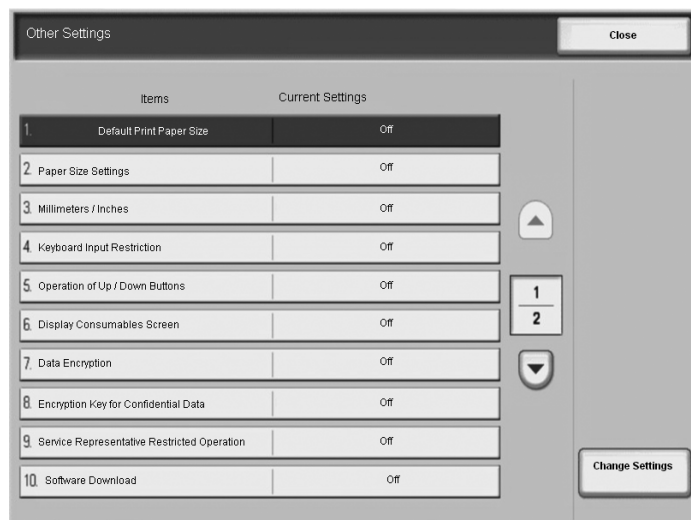 Other Settings
Close
Items Current Settings
1. Default Print Paper Size Off
2. Paper Size Settings Off
3. Millimeters / Inches Off
4. Keyboard Input Restriction Off
5. Operation of Up / Down Buttons Off
6. Display Consumables Screen Off
7. Data Encryption Off
8. Encryption Key for Confidential Data Off
9. Service Representative Restricted Operation Off
10. Software Download Off
1
2
Change Settings